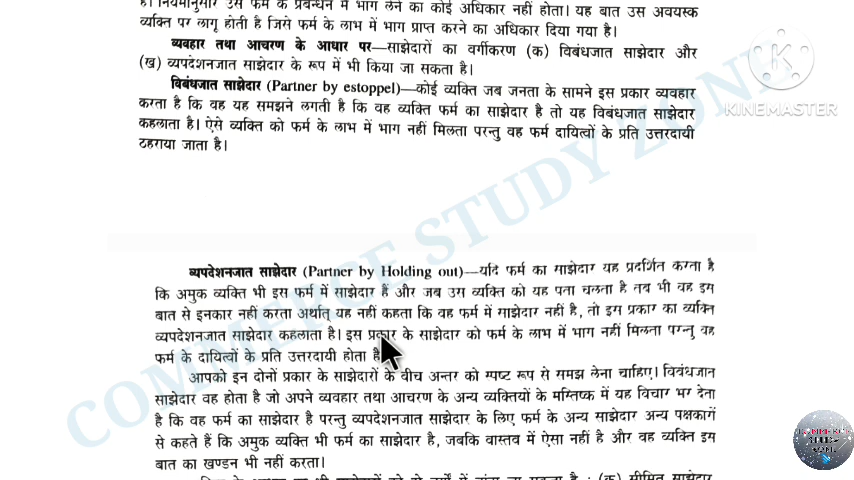 है। नियमानुसार उस फर्म के प्रबन्धन में भाग लेने का कोई अधिकार नहीं होता। यह बात उस अवयस्क
व्यक्ति पर लागू होती है जिसे फर्म के लाभ में भाग प्राप्त करने का अधिकार दिया गया है।
व्यवहार तथा आचरण के आधार पर—साझेदारों का वर्गीकरण (क) विबंधजात साझेदार और
(ख) व्यपदेशनजात साझेदार के रूप में भी किया जा सकता है।
विबंधजात साझेदार (Partner by estoppel)—कोई व्यक्ति जब जनता के सामने इस प्रकार व्यवहार
करता है कि वह यह समझने लगती है कि वह व्यक्ति फर्म का साझेदार है तो यह विबंधजात साझेदार
कहलाता है। ऐसे व्यक्ति को फर्म के लाभ में भाग नहीं मिलता परन्तु वह फर्म दायित्वों के प्रति उत्तरदायी
ठहराया जाता है।
KINEMASTER
COMMERCE STUDY ZONE
व्यपदेशनजात साझेदार (Partner by Holding out)—यदि फर्म का साझेदार यह प्रदर्शित करता है
कि अमुक व्यक्ति भी इस फर्म में साझेदार हैं और जब उस व्यक्ति को यह पता चलता है तब भी वह इस
बात से इनकार नहीं करता अर्थात् यह नहीं कहता कि वह फर्म में साझेदार नहीं है, तो इस प्रकार का व्यक्ति
व्यपदेशनजात साझेदार कहलाता है। इस प्रकार के साझेदार को फर्म के लाभ में भाग नहीं मिलता परन्तु वह
फर्म के दायित्वों के प्रति उत्तरदायी होता है
आपको इन दोनों प्रकार के साझेदारों के बीच अन्तर को स्पष्ट रूप से समझ लेना चाहिए। विबंधजात
साझेदार वह होता है जो अपने व्यवहार तथा आचरण के अन्य व्यक्तियों के मस्तिष्क में यह विचार भर देता
है कि वह फर्म का साझेदार है परन्तु व्यपदेशनजात साझेदार के लिए फर्म के अन्य साझेदार अन्य पक्षकारों
से कहते हैं कि अमुक व्यक्ति भी फर्म का साझेदार है, जबकि वास्तव में ऐसा नहीं है और वह व्यक्ति इस
बात का खण्डन भी नहीं करता।
(क) सीमित साझेदार